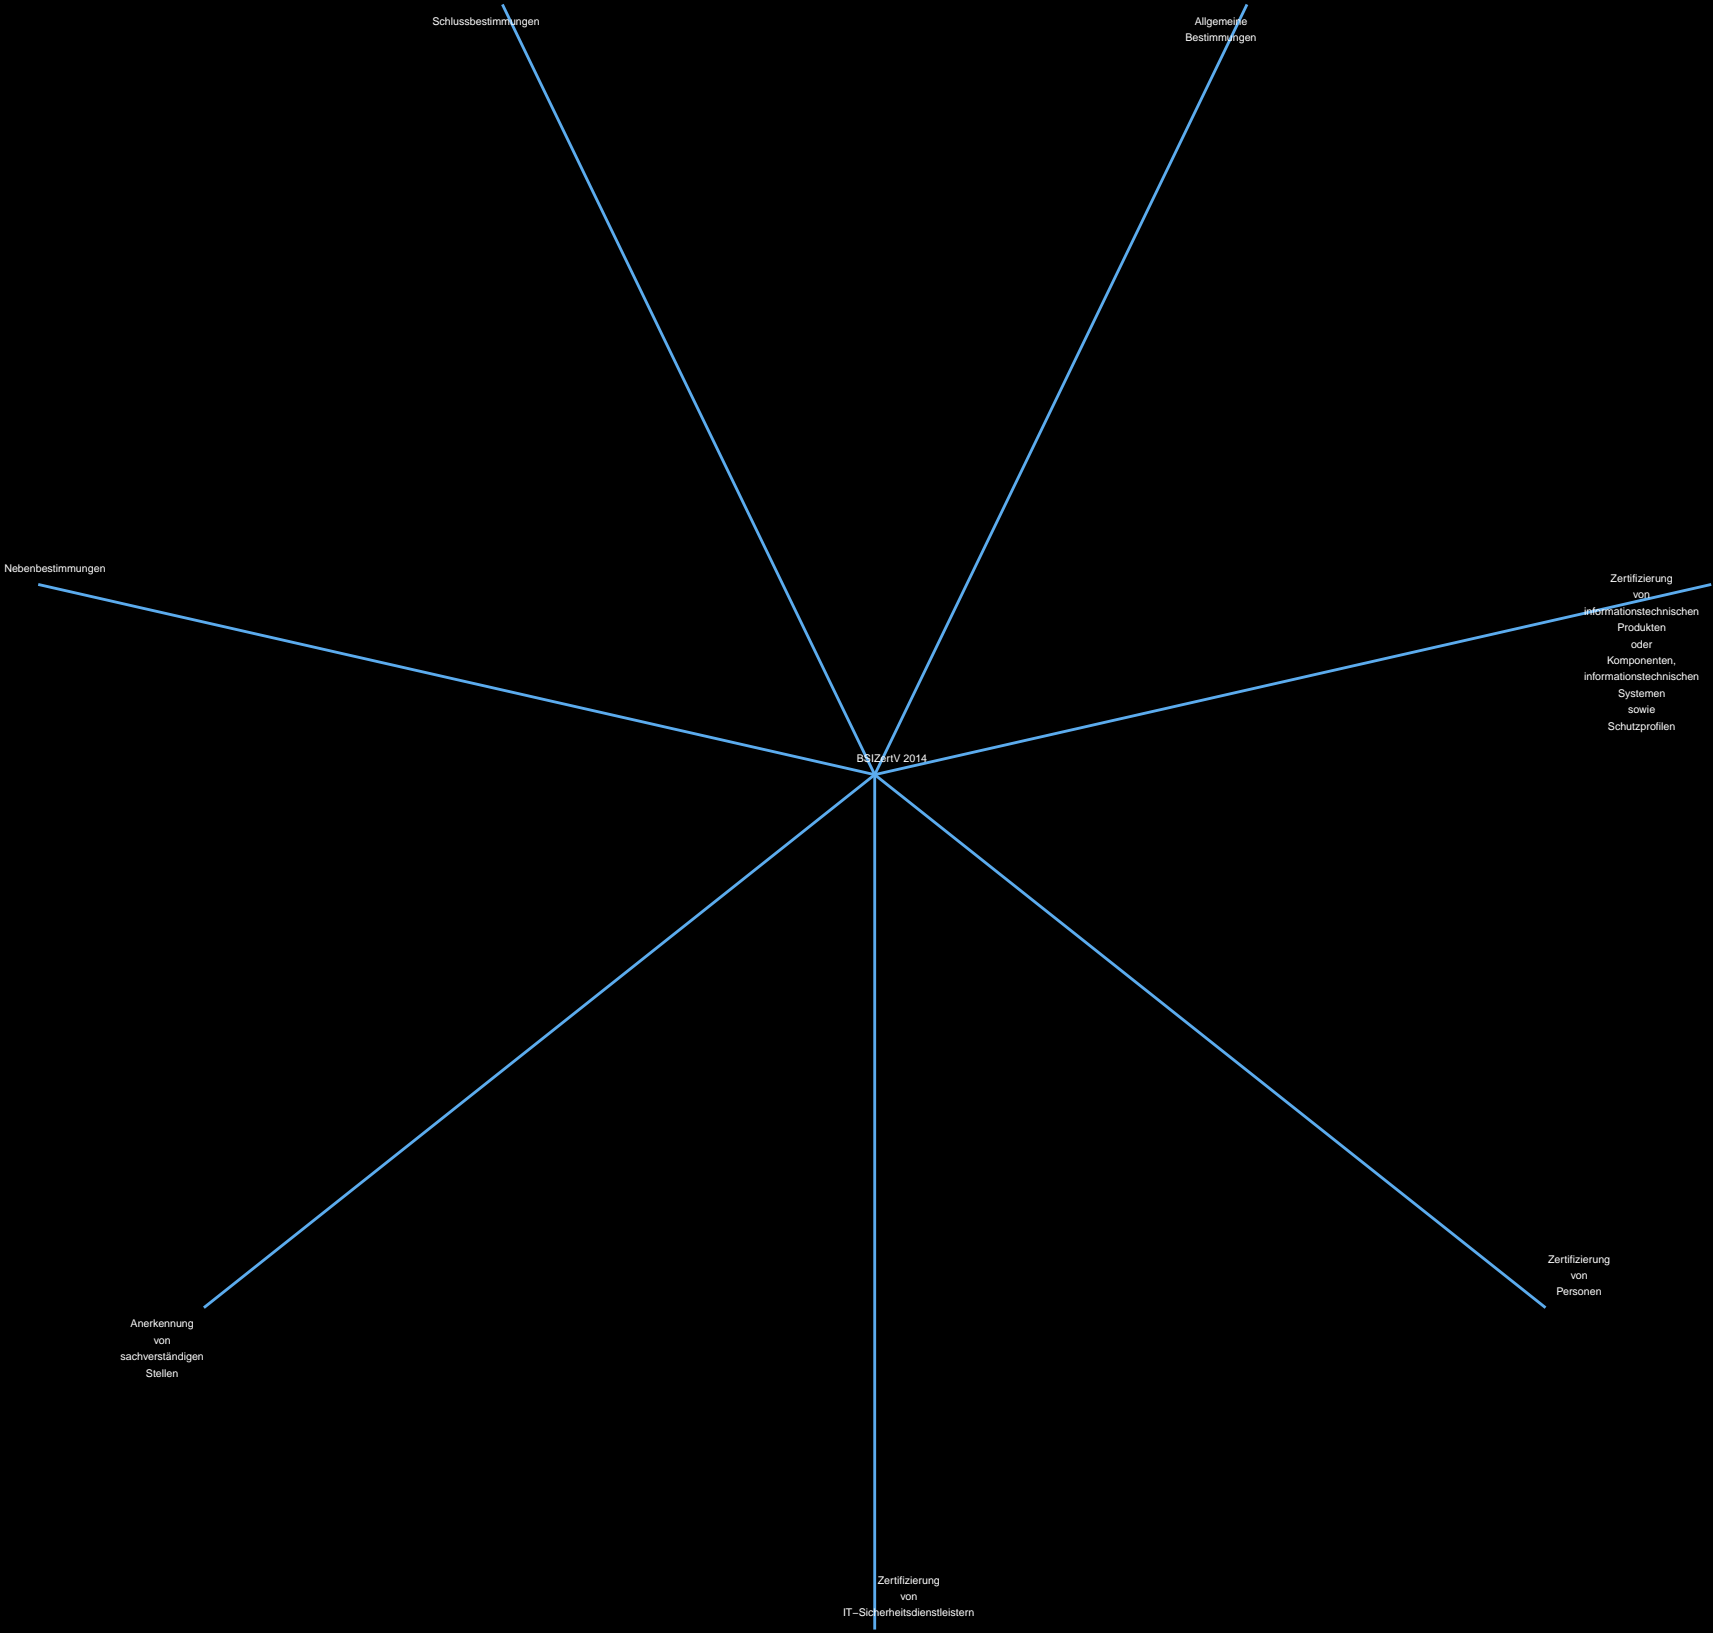 Schlussbestimmungen
Allgemeine
Bestimmungen
Nebenbestimmungen
Zertifizierung
von
informationstechnischen
Produkten
oder
Komponenten,
informationstechnischen
Systemen
sowie
Schutzprofilen
BSIZertV 2014
Zertifizierung
von
Personen
Anerkennung
von
sachverständigen
Stellen
Zertifizierung
von
IT−Sicherheitsdienstleistern